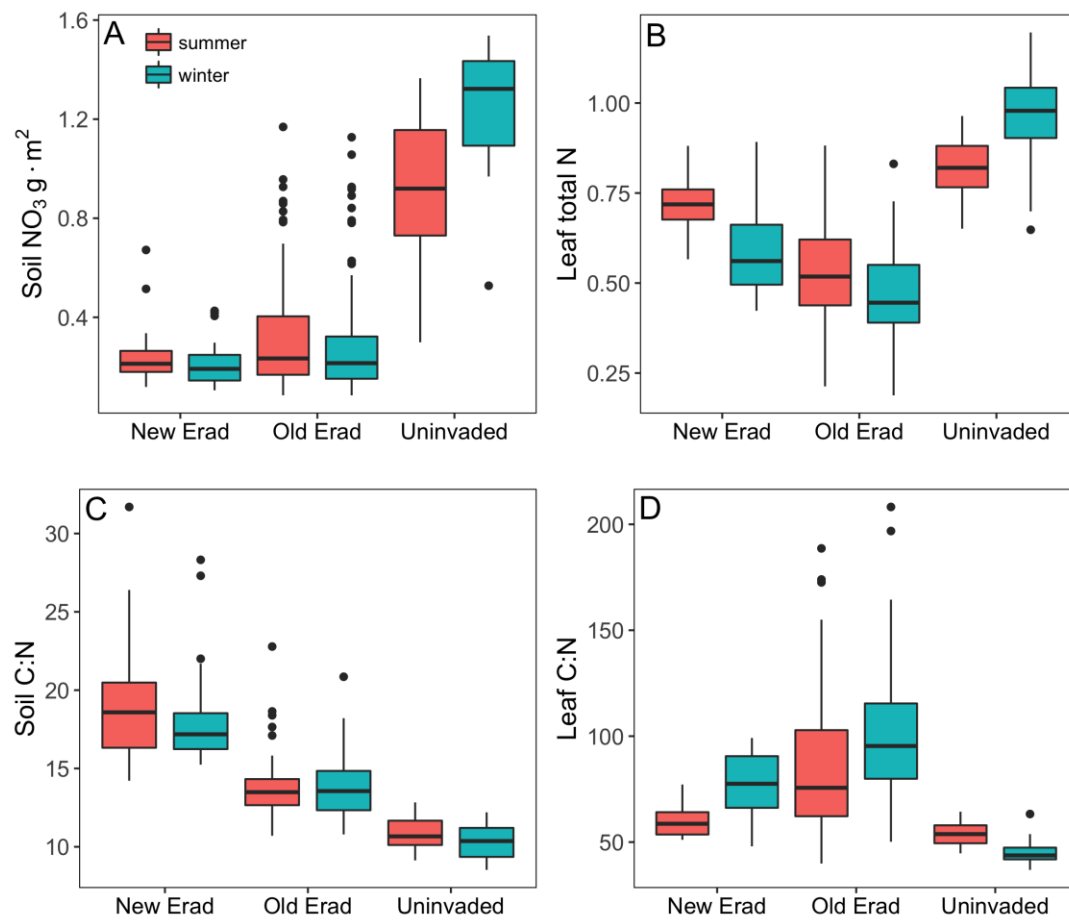 A
summer
winter
1.6
1.2
0.8
0.4
Soil NO₃ g · m²
New Erad Old Erad Uninvaded
B
1.00
0.75
0.50
0.25
Leaf total N
New Erad Old Erad Uninvaded
C
30
25
20
15
10
Soil C:N
New Erad Old Erad Uninvaded
D
200
150
100
50
Leaf C:N
New Erad Old Erad Uninvaded